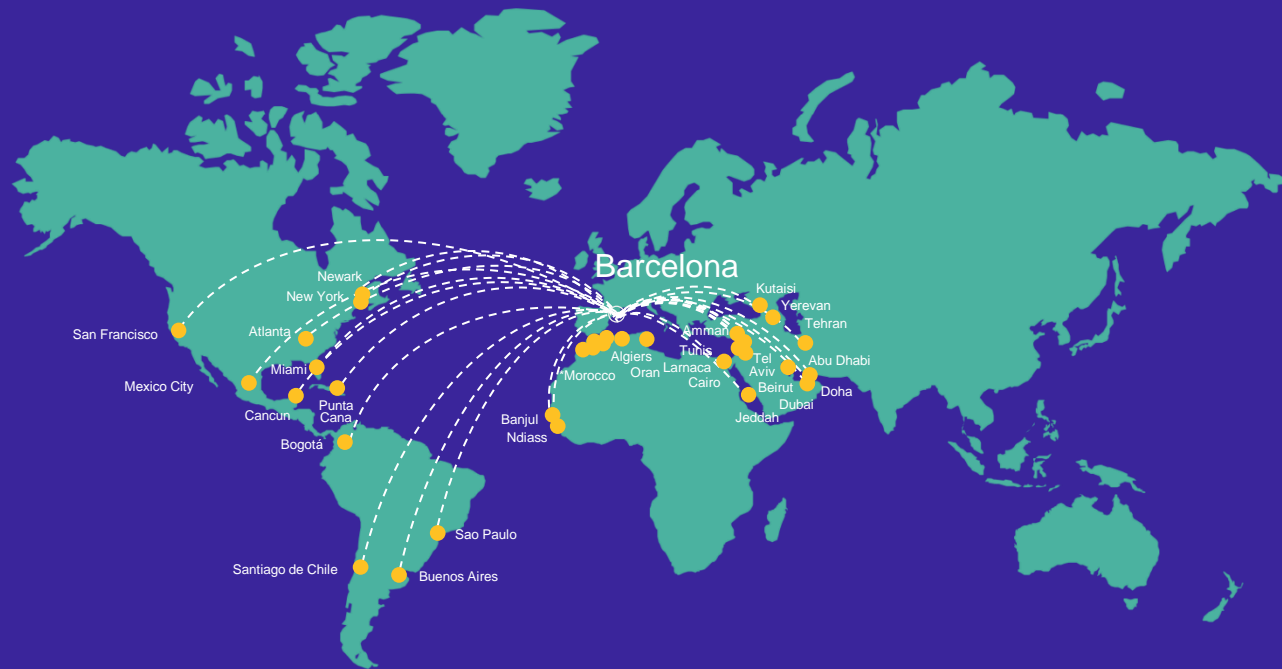 Barcelona
Newark
New York
San Francisco
Atlanta
Miami
Mexico City
Cancun
Punta
Cana
Bogotá
Santiago de Chile
Buenos Aires
Sao Paulo
Banjul
Ndiass
*Morocco
Algiers
Oran
Tunis
Amman
Larnaca
Cairo
Tel
Aviv
Beirut
Jeddah
Dubai
Doha
Abu Dhabi
Tehran
Yerevan
Kutaisi